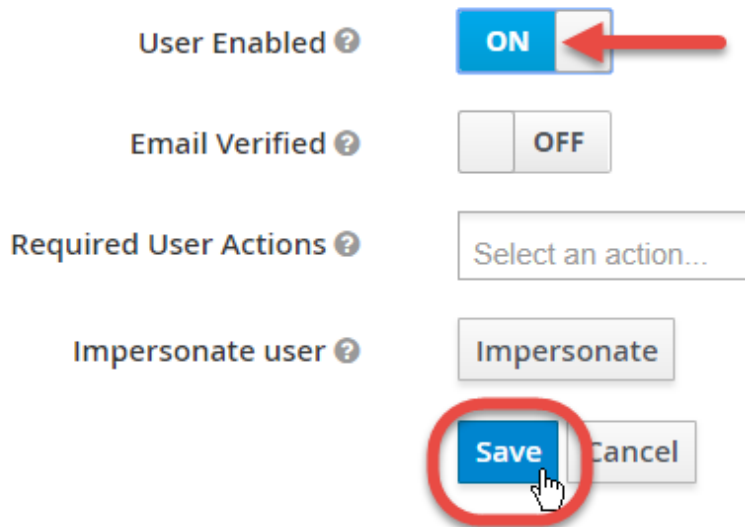 User Enabled ON
Email Verified OFF
Required User Actions Select an action...
Impersonate user Impersonate
Save Cancel